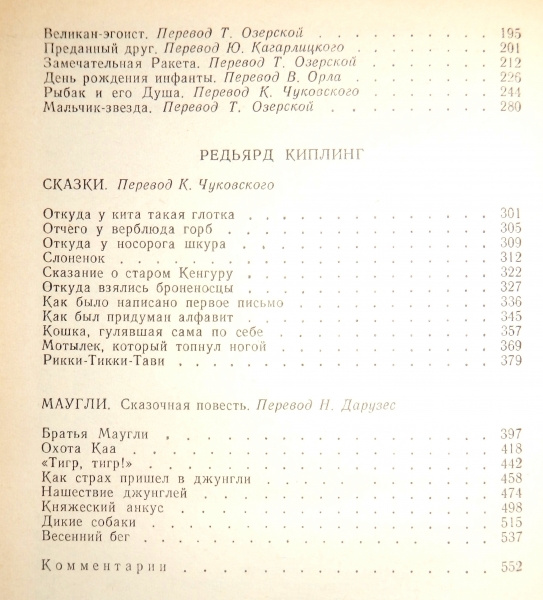 Великан-эгоист. Перевод Т. Озерской . . . . . . . . . . 195
Преданный друг. Перевод Ю. Кагарлицкого . . . . . . . . . 201
Замечательная Ракета. Перевод Т. Озерской . . . . . . . . 212
День рождения инфанты. Перевод В. Орла . . . . . . . . . 226
Рыбак и его Душа. Перевод К. Чуковского . . . . . . . . 244
Мальчик-звезда. Перевод Т. Озерской . . . . . . . . . . 280
РЕДЬЯРД КИПЛИНГ
СКАЗКИ. Перевод К. Чуковского
Откуда у кита такая глотка . . . . . . . . . . . . . 301
Отчего у верблюда горб . . . . . . . . . . . . . . 305
Откуда у носорога шкура . . . . . . . . . . . . . 309
Слоненок . . . . . . . . . . . . . . . . . . . 312
Сказание о старом Кенгуру . . . . . . . . . . . . . 322
Откуда взялись броненосцы . . . . . . . . . . . . . 327
Как было написано первое письмо . . . . . . . . . . . 336
Как был придуман алфавит . . . . . . . . . . . . . 345
Кошка, гулявшая сама по себе . . . . . . . . . . . . 357
Мотылек, который топнул ногой . . . . . . . . . . . . 369
Рикки-Тикки-Тави . . . . . . . . . . . . . . . . 379
МАУГЛИ. Сказочная повесть. Перевод Н. Дарузес
Братья Маугли . . . . . . . . . . . . . . . . . 397
Охота Каа . . . . . . . . . . . . . . . . . . 418
«Тигр, тигр!» . . . . . . . . . . . . . . . . . 442
Как страх пришел в джунгли . . . . . . . . . . . . . 458
Нашествие джунглей . . . . . . . . . . . . . . . 474
Княжеский анкус . . . . . . . . . . . . . . . . 498
Дикие собаки . . . . . . . . . . . . . . . . . 515
Весенний бег . . . . . . . . . . . . . . . . . 537
Комментарии . . . . . . . . . . . . . . . . . 552